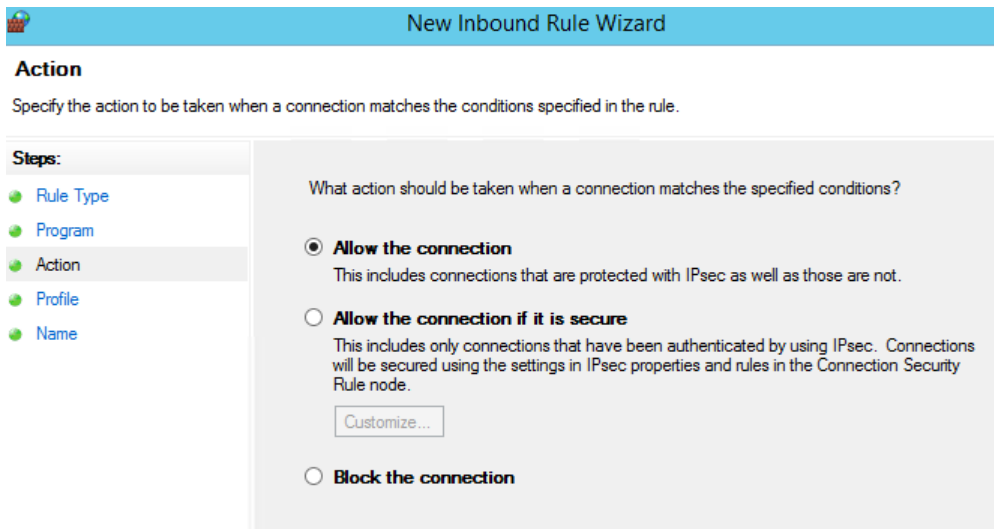 New Inbound Rule Wizard
Action
Specify the action to be taken when a connection matches the conditions specified in the rule.
Steps:
Rule Type
Program
Action
Profile
Name
What action should be taken when a connection matches the specified conditions?
Allow the connection
This includes connections that are protected with IPsec as well as those are not.
Allow the connection if it is secure
This includes only connections that have been authenticated by using IPsec. Connections
will be secured using the settings in IPsec properties and rules in the Connection Security
Rule node.
Customize...
Block the connection